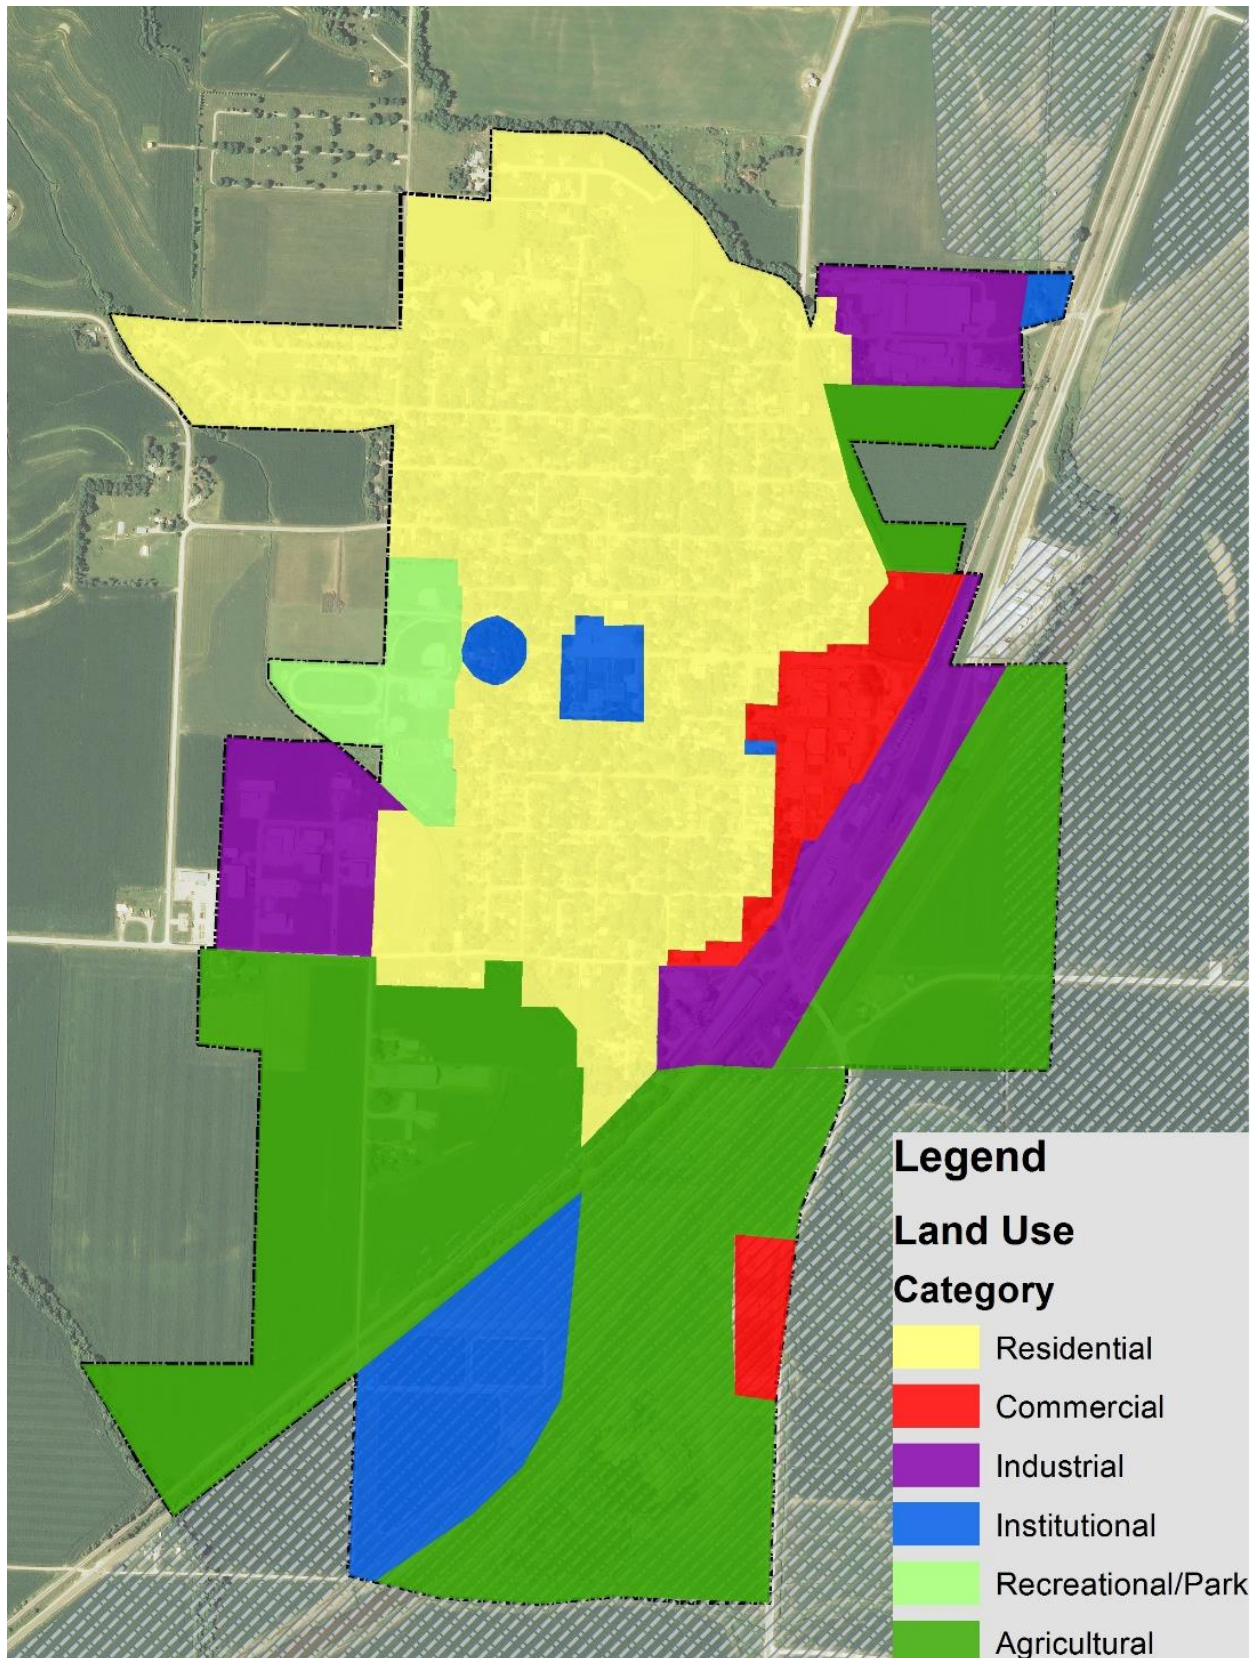 Legend
Land Use
Category
Residential
Commercial
Industrial
Institutional
Recreational/Park
Agricultural